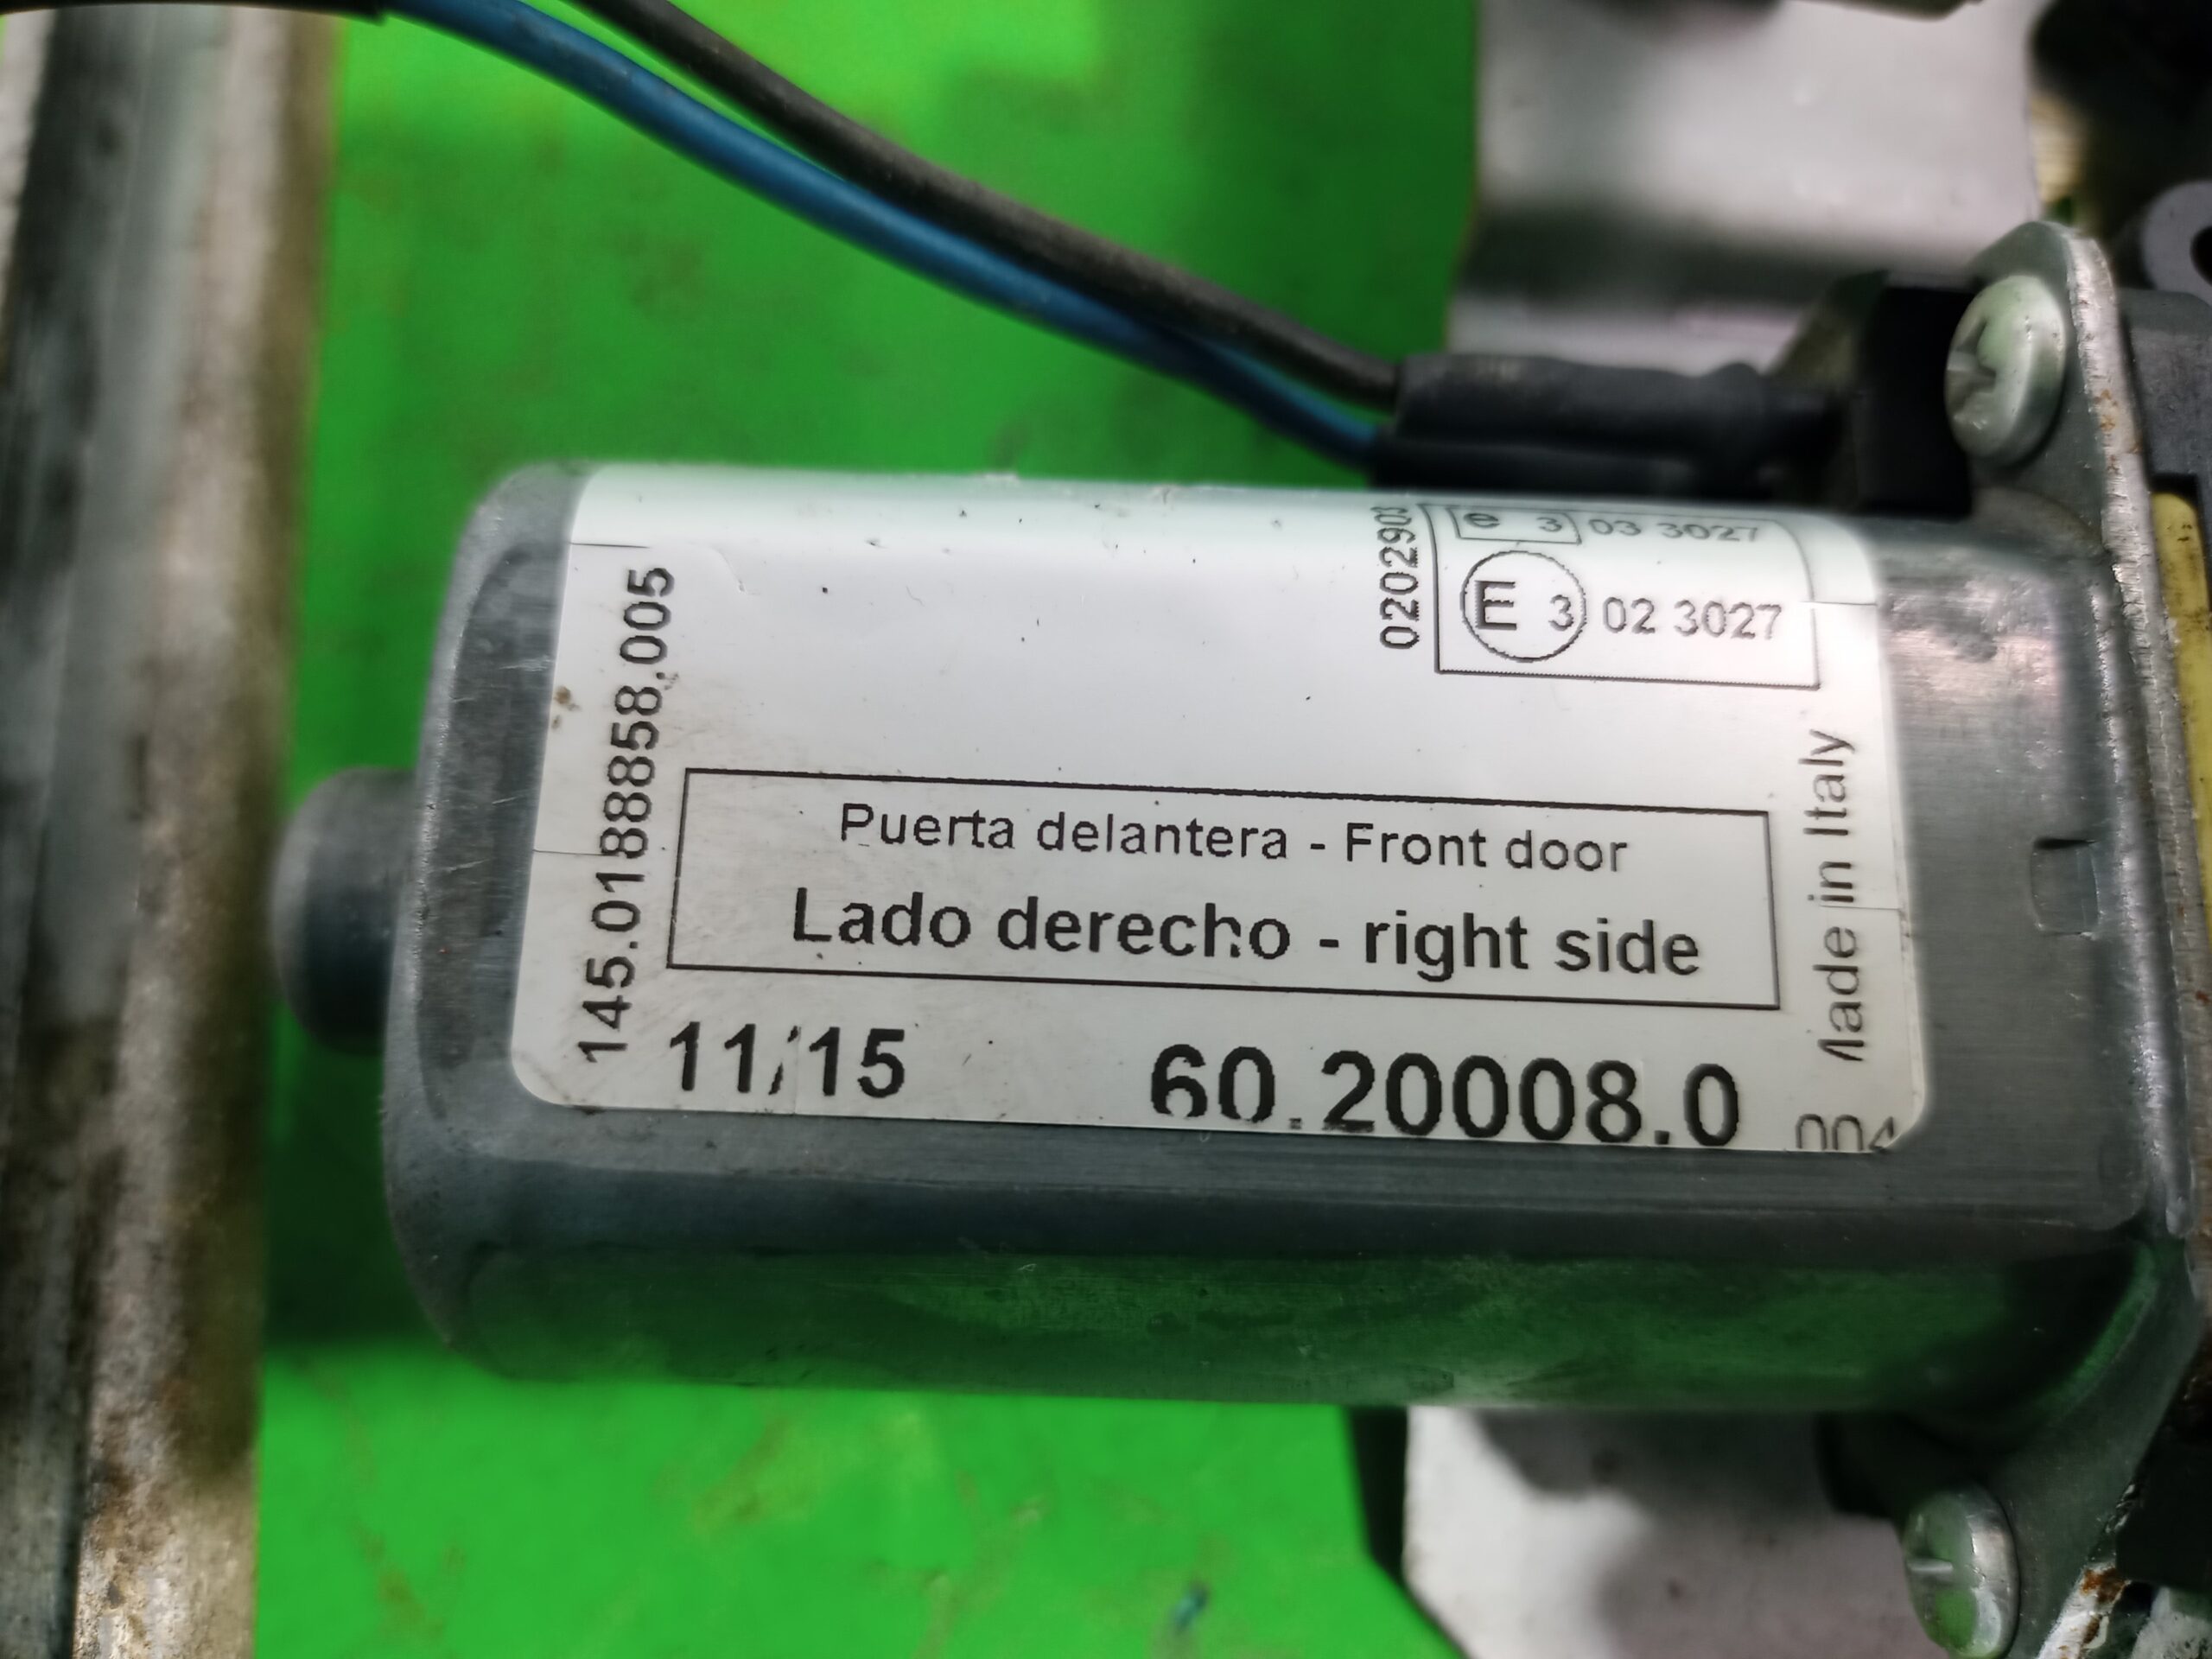 e 3 03 3027
E 3 02 3027
0202903
145.0188858.005
Puerta delantera - Front door
Lado derecho - right side
Made in Italy
11/15 60.20008.0
004